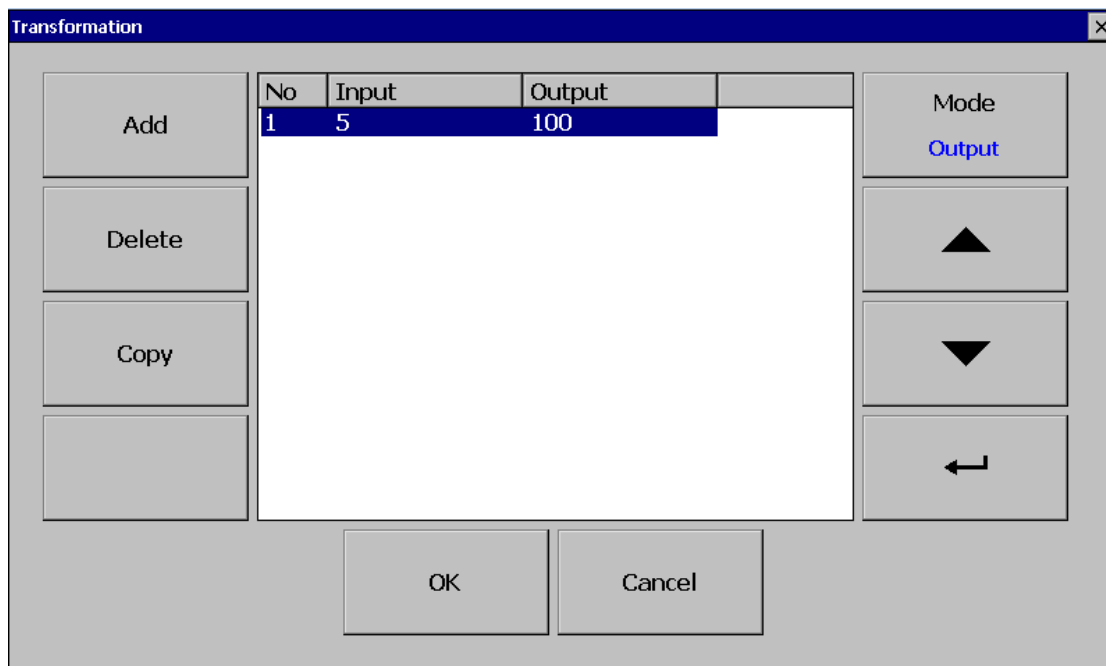 Transformation
Add
Delete
Copy
No Input Output
1 5 100
Mode
Output
OK Cancel